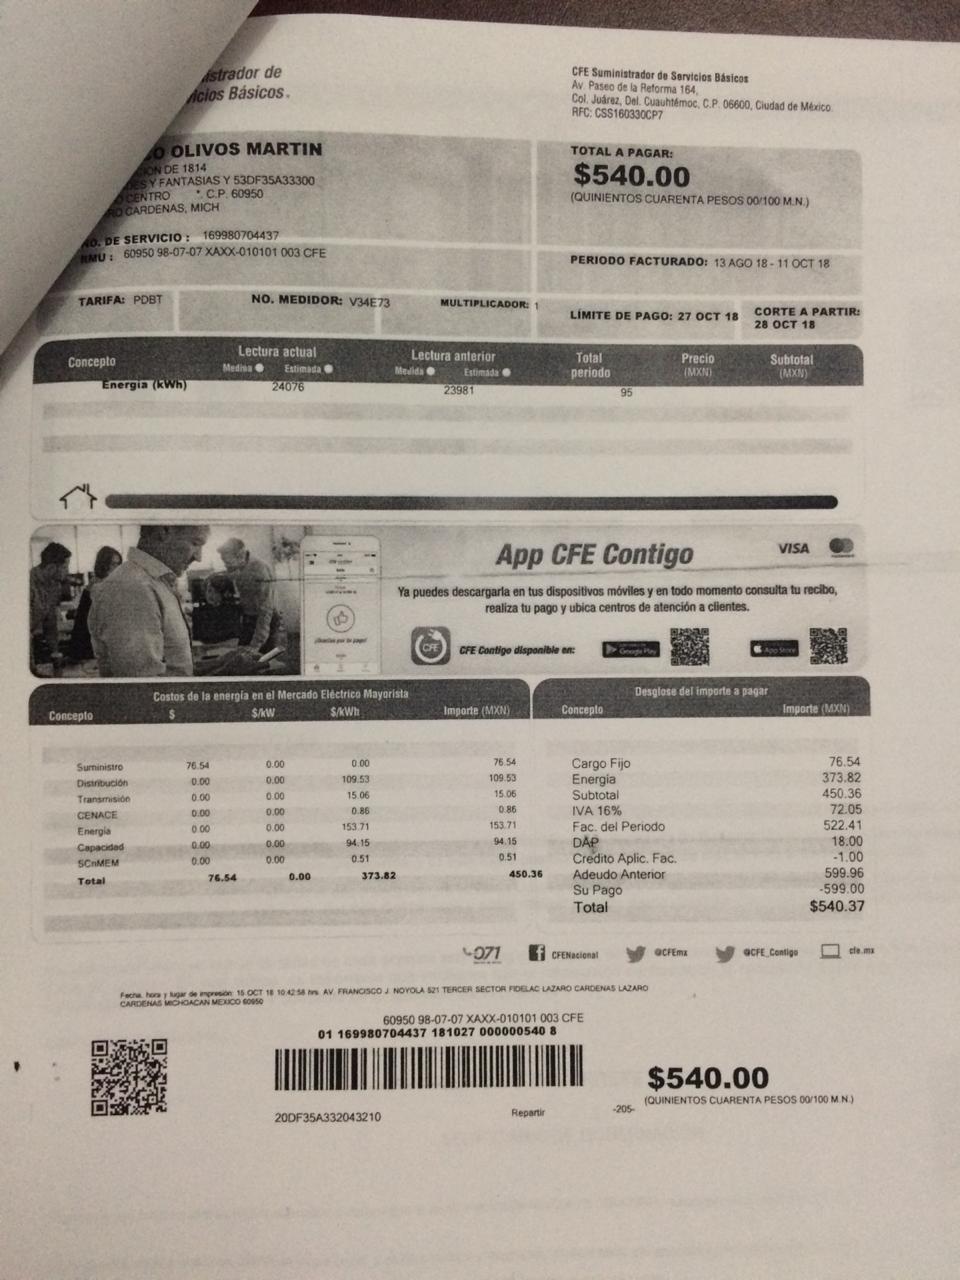 istrador de
icios Básicos.
CFE Suministrador de Servicios Básicos
Av. Paseo de la Reforma 164,
Col. Juárez, Del. Cuauhtémoc, C.P. 06600, Ciudad de México.
RFC: CSS160330CP7
O OLIVOS MARTIN
ION DE 1814
ES Y FANTASIAS Y 53DF35A33300
CENTRO *. C.P. 60950
O CARDENAS, MICH
NO. DE SERVICIO : 169980704437
RMU : 60950 98-07-07 XAXX-010101 003 CFE
TOTAL A PAGAR:
$540.00
(QUINIENTOS CUARENTA PESOS 00/100 M.N.)
PERIODO FACTURADO: 13 AGO 18 - 11 OCT 18
TARIFA: PDBT NO. MEDIDOR: V34E73 MULTIPLICADOR: 1
LÍMITE DE PAGO: 27 OCT 18
CORTE A PARTIR:
28 OCT 18
Concepto Lectura actual Lectura anterior Total periodo Precio (MXN) Subtotal (MXN)
Medida Estimada Medida Estimada
Energía (kWh) 24076 23981 95
App CFE Contigo
VISA
Ya puedes descargarla en tus dispositivos móviles y en todo momento consulta tu recibo,
realiza tu pago y ubica centros de atención a clientes.
CFE
CFE Contigo disponible en: Google Play App Store
Costos de la energía en el Mercado Eléctrico Mayorista
Concepto $ $/kW $/kWh Importe (MXN)
Suministro 76.54 0.00 0.00 76.54
Distribución 0.00 0.00 109.53 109.53
Transmisión 0.00 0.00 15.06 15.06
CENACE 0.00 0.00 0.86 0.86
Energía 0.00 0.00 153.71 153.71
Capacidad 0.00 0.00 94.15 94.15
SCnMEM 0.00 0.00 0.51 0.51
Total 76.54 0.00 373.82 450.36
Desglose del importe a pagar
Concepto Importe (MXN)
Cargo Fijo 76.54
Energía 373.82
Subtotal 450.36
IVA 16% 72.05
Fac. del Periodo 522.41
DAP 18.00
Credito Aplic. Fac. -1.00
Adeudo Anterior 599.96
Su Pago -599.00
Total $540.37
071 CFENacional @CFEmx @CFE_Contigo cfe.mx
Fecha, hora y lugar de impresión: 15 OCT 18 10:42:58 hrs. AV. FRANCISCO J. NOYOLA 521 TERCER SECTOR FIDELAC LAZARO CARDENAS LAZARO
CARDENAS MICHOACAN MEXICO 60950
60950 98-07-07 XAXX-010101 003 CFE
01 169980704437 181027 000000540 8
$540.00
(QUINIENTOS CUARENTA PESOS 00/100 M.N.)
20DF35A332043210 Repartir -205-